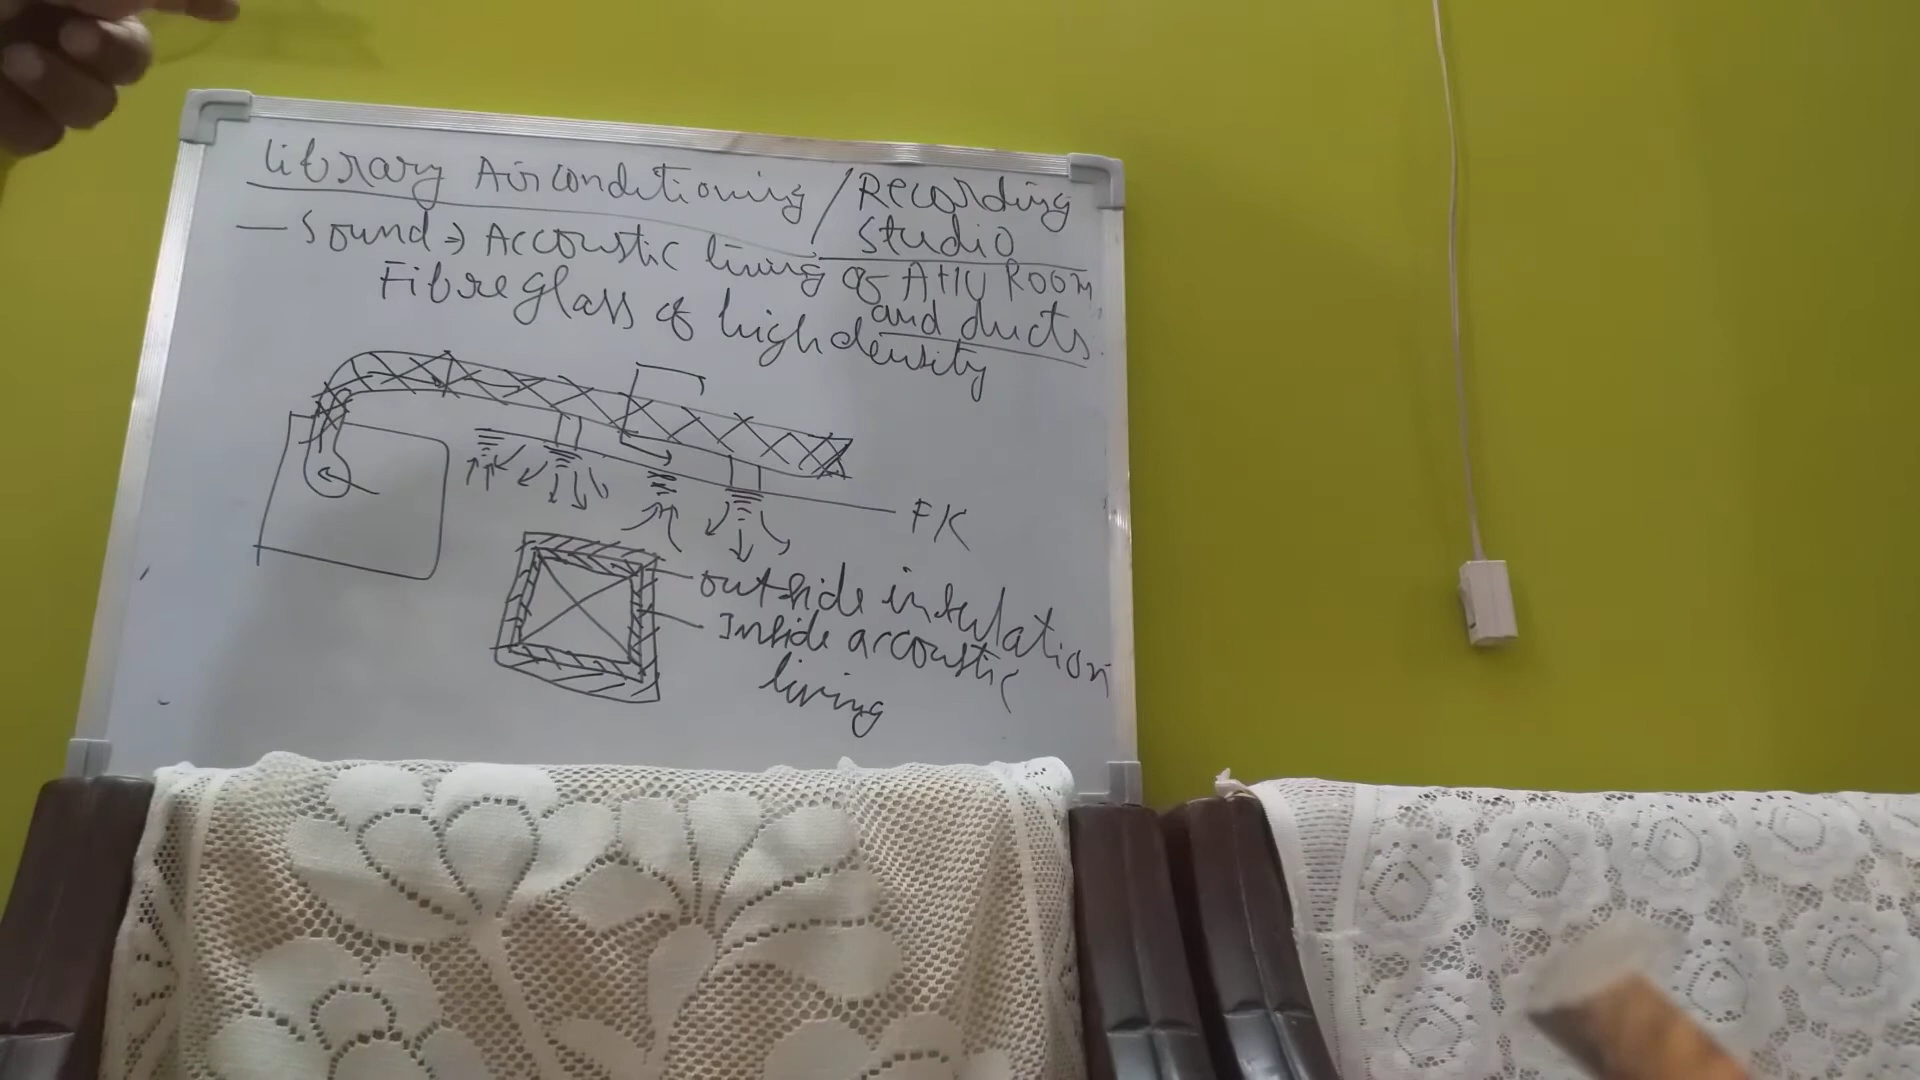 Library Airconditioning / Recording Studio
— Sound ⇒ Accoustic lining of AHU Room and ducts.
Fibreglass of high density
FK
outside insulation
Inside accoustic
lining